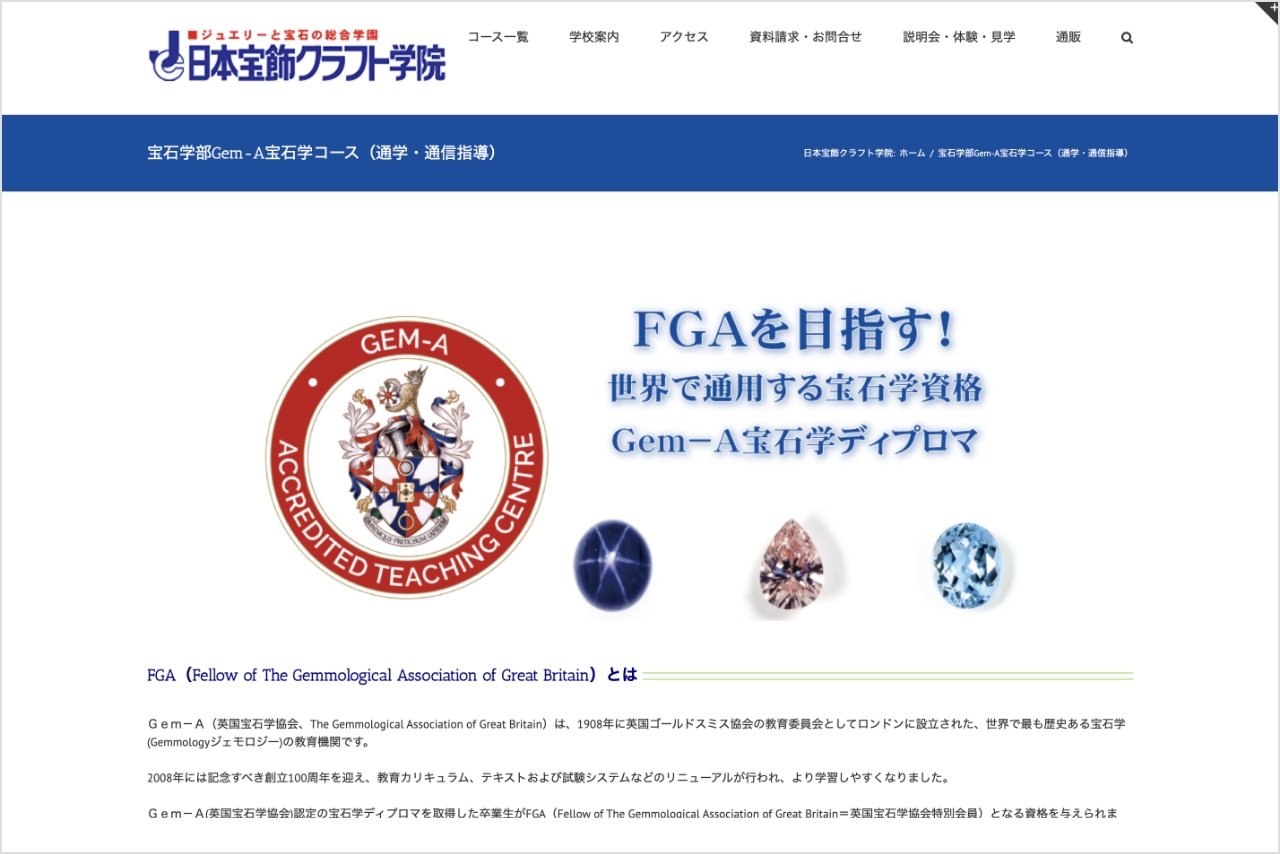 ■ジュエリーと宝石の総合学園
日本宝飾クラフト学院
コース一覧 学校案内 アクセス 資料請求・お問合せ 説明会・体験・見学 通販
宝石学部Gem-A宝石学コース（通学・通信指導）
日本宝飾クラフト学院: ホーム / 宝石学部Gem-A宝石学コース（通学・通信指導）
GEM-A
ACCREDITED TEACHING CENTRE
FGAを目指す！
世界で通用する宝石学資格
Gem－A宝石学ディプロマ
FGA（Fellow of The Gemmological Association of Great Britain）とは
Ｇｅｍ－Ａ（英国宝石学協会、The Gemmological Association of Great Britain）は、1908年に英国ゴールドスミス協会の教育委員会としてロンドンに設立された、世界で最も歴史ある宝石学
(Gemmologyジェモロジー)の教育機関です。
2008年には記念すべき創立100周年を迎え、教育カリキュラム、テキストおよび試験システムなどのリニューアルが行われ、より学習しやすくなりました。
Ｇｅｍ－Ａ(英国宝石学協会)認定の宝石学ディプロマを取得した卒業生がFGA（Fellow of The Gemmological Association of Great Britain＝英国宝石学協会特別会員）となる資格を与えられま